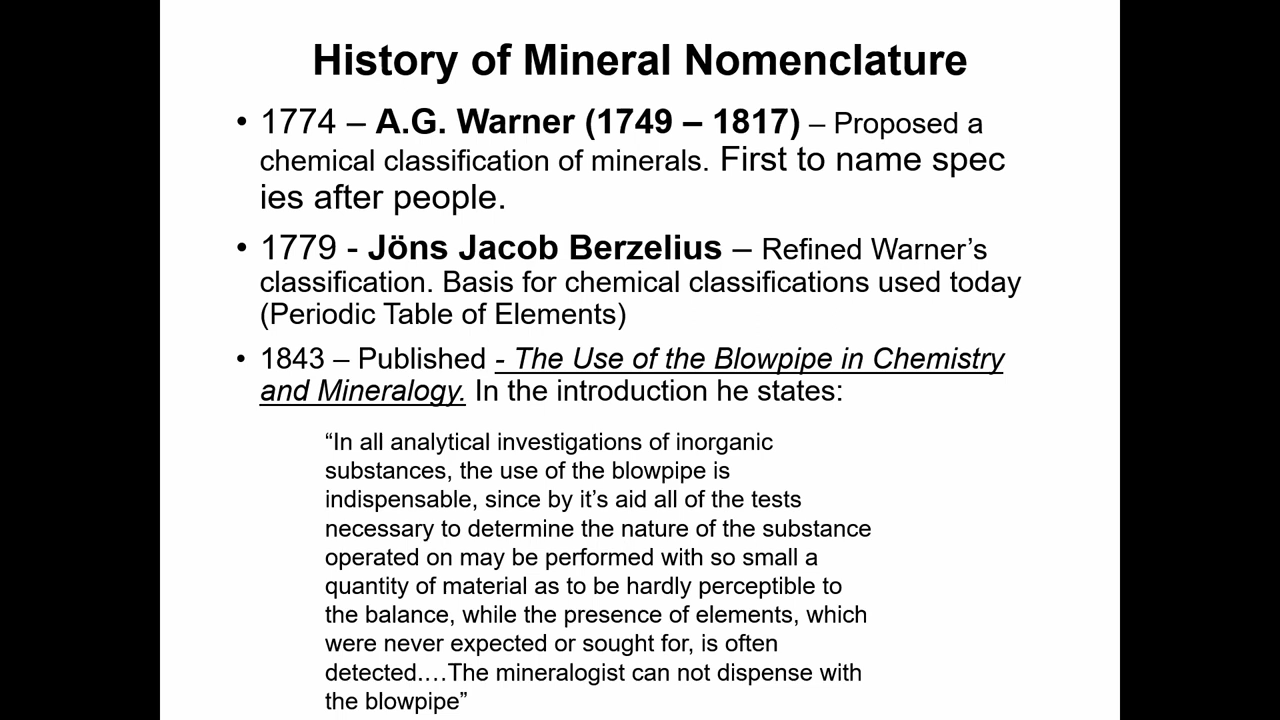 History of Mineral Nomenclature
• 1774 – A.G. Warner (1749 – 1817) – Proposed a
chemical classification of minerals. First to name spec
ies after people.
• 1779 - Jöns Jacob Berzelius – Refined Warner’s
classification. Basis for chemical classifications used today
(Periodic Table of Elements)
• 1843 – Published - The Use of the Blowpipe in Chemistry
and Mineralogy. In the introduction he states:
“In all analytical investigations of inorganic
substances, the use of the blowpipe is
indispensable, since by it’s aid all of the tests
necessary to determine the nature of the substance
operated on may be performed with so small a
quantity of material as to be hardly perceptible to
the balance, while the presence of elements, which
were never expected or sought for, is often
detected.…The mineralogist can not dispense with
the blowpipe”